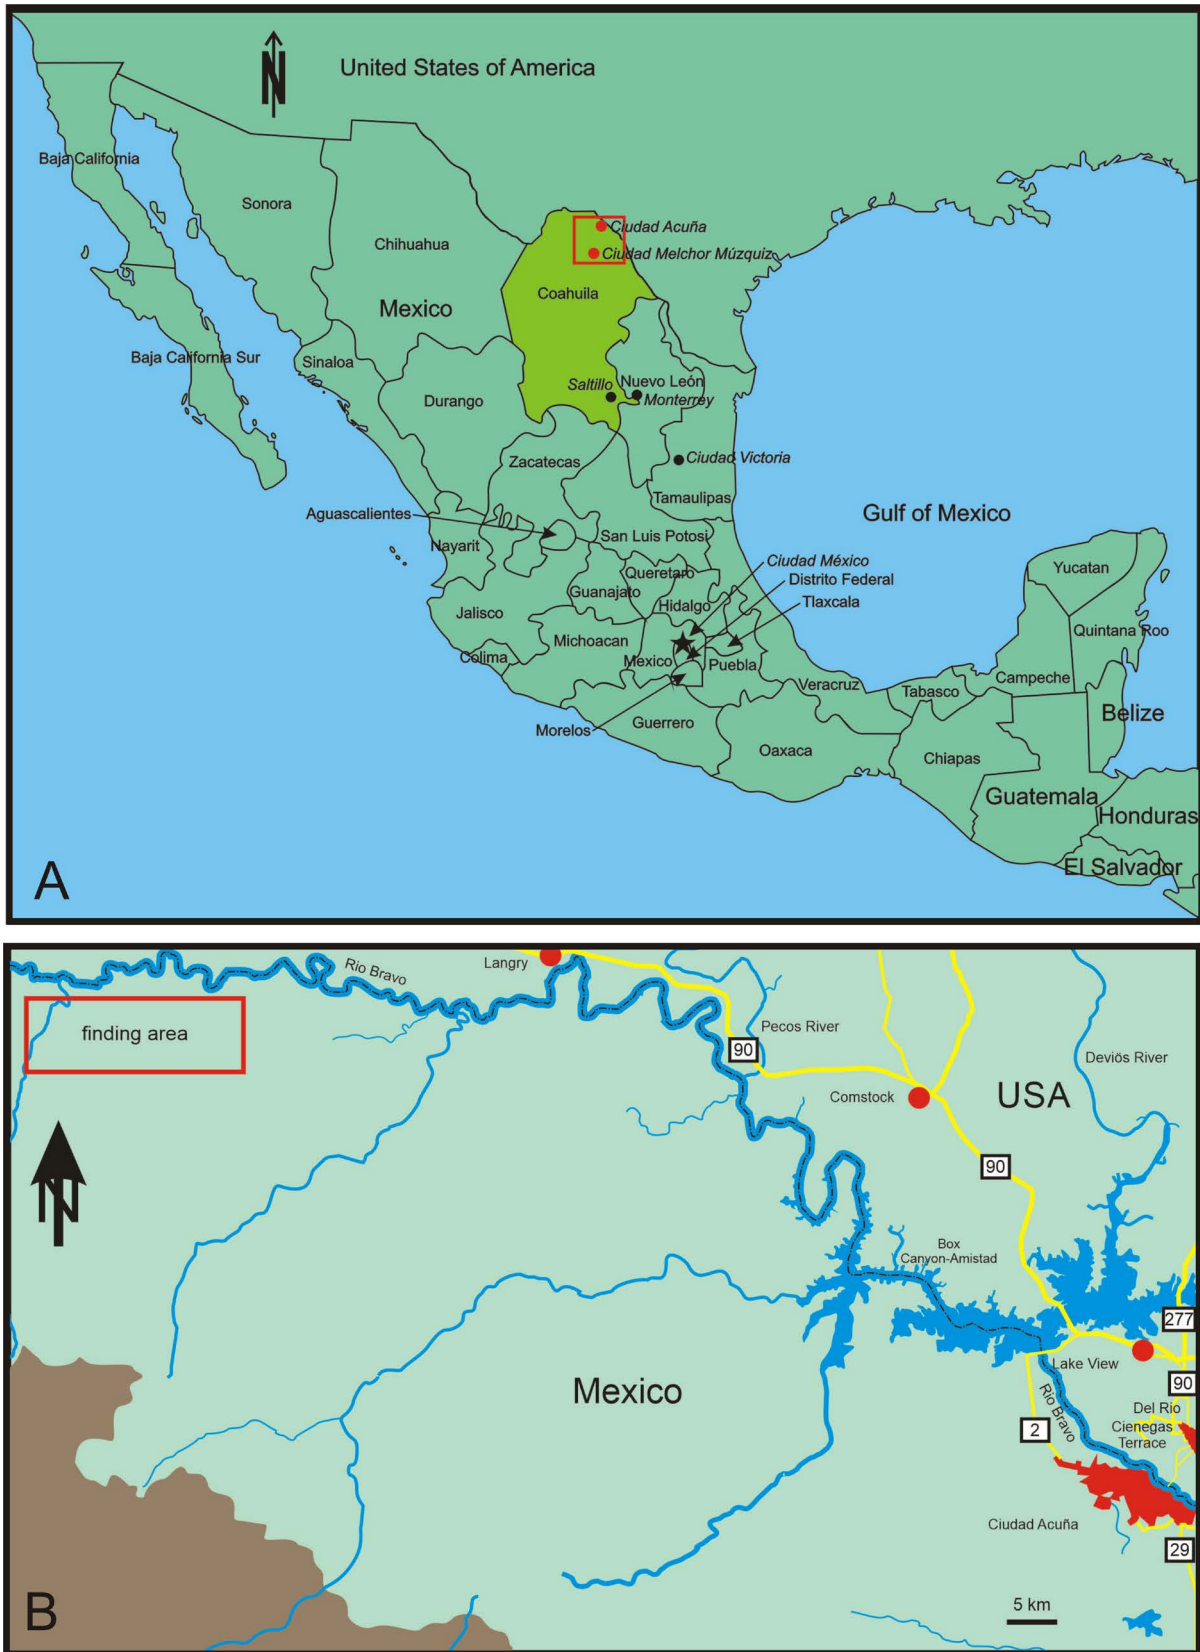 N
United States of America
Baja California
Sonora
Chihuahua
Ciudad Acuña
Ciudad Melchor Múzquiz
Coahuila
Mexico
Baja California Sur
Sinaloa
Durango
Saltillo
Nuevo León
Monterrey
Zacatecas
Ciudad Victoria
Tamaulipas
Aguascalientes
Gulf of Mexico
San Luis Potosi
Nayarit
Ciudad México
Yucatan
Queretaro
Distrito Federal
Guanajato
Tlaxcala
Hidalgo
Jalisco
Quintana Roo
Michoacan
Colima
Mexico
Puebla
Campeche
Veracruz
Tabasco
Belize
Morelos
Guerrero
Oaxaca
Chiapas
Guatemala
Honduras
El Salvador
A
Rio Bravo
Langry
finding area
Pecos River
90
Deviös River
Comstock
USA
90
N
Box
Canyon-Amistad
277
Lake View
90
Mexico
Rio Bravo
Del Rio
Cienegas
Terrace
2
Ciudad Acuña
29
5 km
B